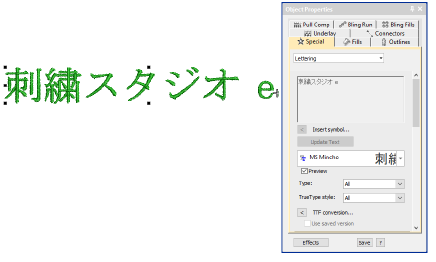 刺繍スタジオ e
Object Properties
Pull Comp
Bling Run
Bling Fills
Underlay
Connectors
Special
Fills
Outlines
Lettering
刺繍スタジオ e
< Insert symbol...
Update Text
MS Mincho
刺繍
Preview
Type: All
TrueType style: All
< TTF conversion...
Use saved version
Effects
Save
?